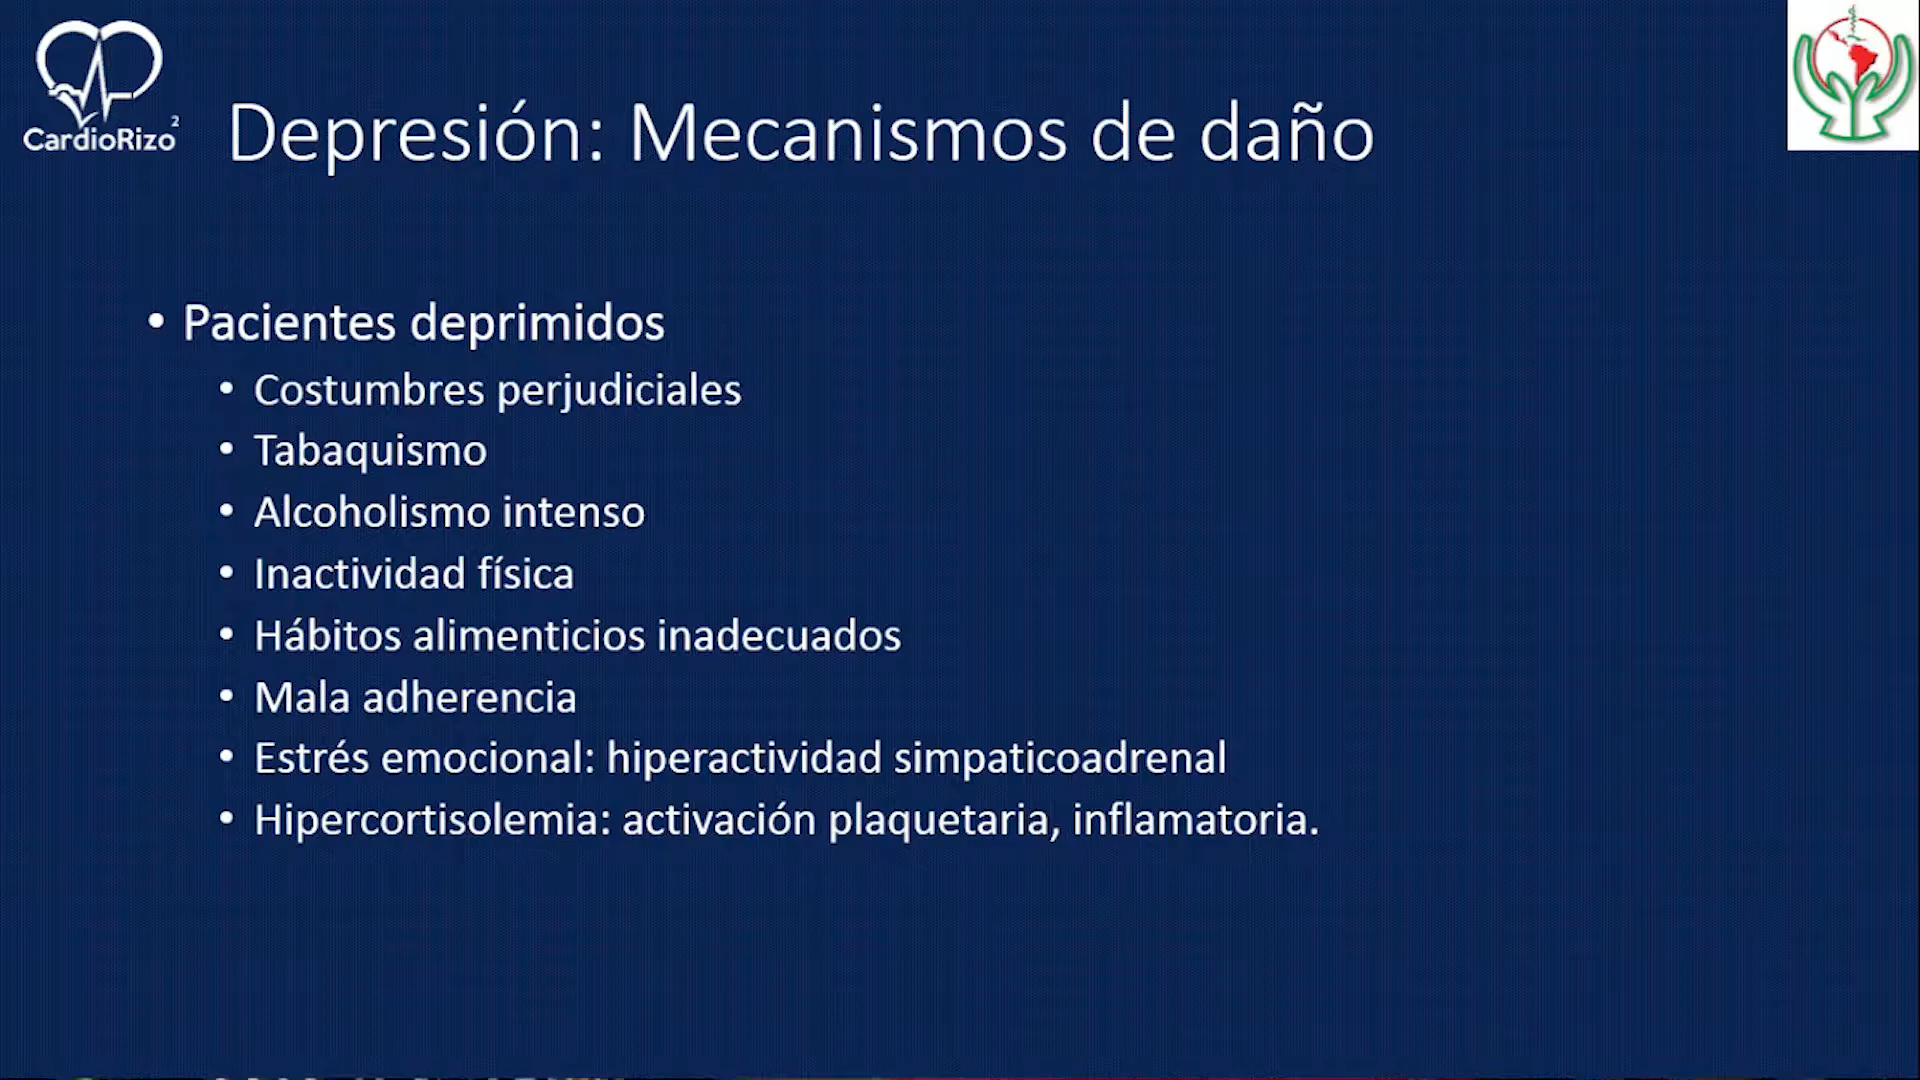 CardioRizo²
Depresión: Mecanismos de daño
• Pacientes deprimidos
• Costumbres perjudiciales
• Tabaquismo
• Alcoholismo intenso
• Inactividad física
• Hábitos alimenticios inadecuados
• Mala adherencia
• Estrés emocional: hiperactividad simpaticoadrenal
• Hipercortisolemia: activación plaquetaria, inflamatoria.